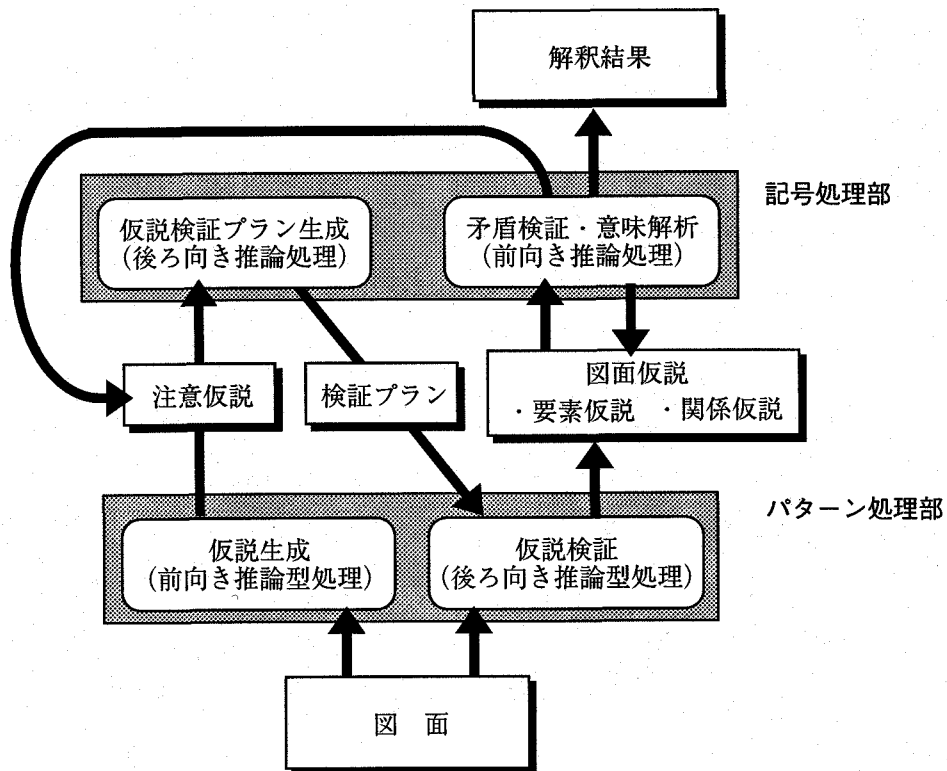 解釈結果
記号処理部
仮説検証プラン生成
(後ろ向き推論処理)
矛盾検証・意味解析
(前向き推論処理)
注意仮説
検証プラン
図面仮説
・要素仮説 ・関係仮説
パターン処理部
仮説生成
(前向き推論型処理)
仮説検証
(後ろ向き推論型処理)
図 面